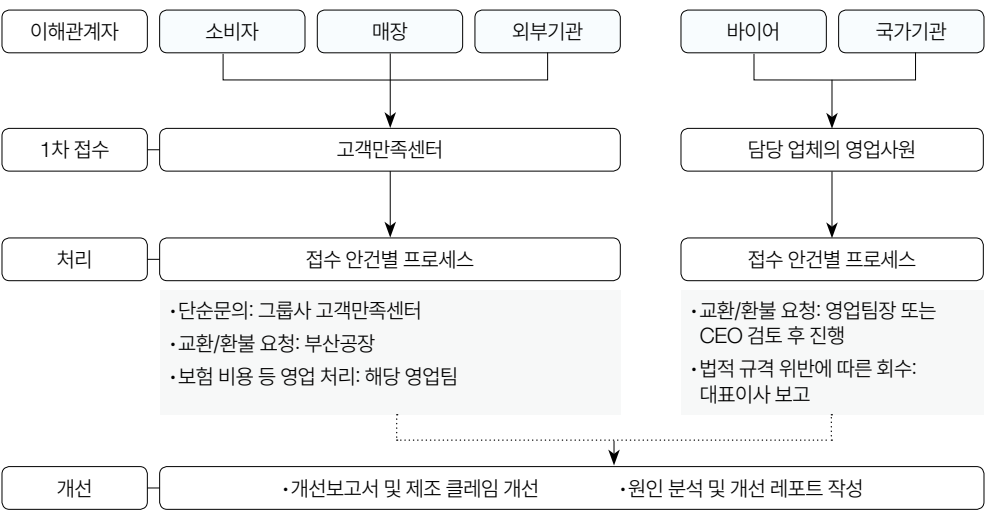 이해관계자
소비자
매장
외부기관
바이어
국가기관
1차 접수
고객만족센터
담당 업체의 영업사원
처리
접수 안건별 프로세스
접수 안건별 프로세스
·단순문의: 그룹사 고객만족센터
·교환/환불 요청: 부산공장
·보험 비용 등 영업 처리: 해당 영업팀
·교환/환불 요청: 영업팀장 또는
CEO 검토 후 진행
·법적 규격 위반에 따른 회수:
대표이사 보고
개선
·개선보고서 및 제조 클레임 개선
·원인 분석 및 개선 레포트 작성